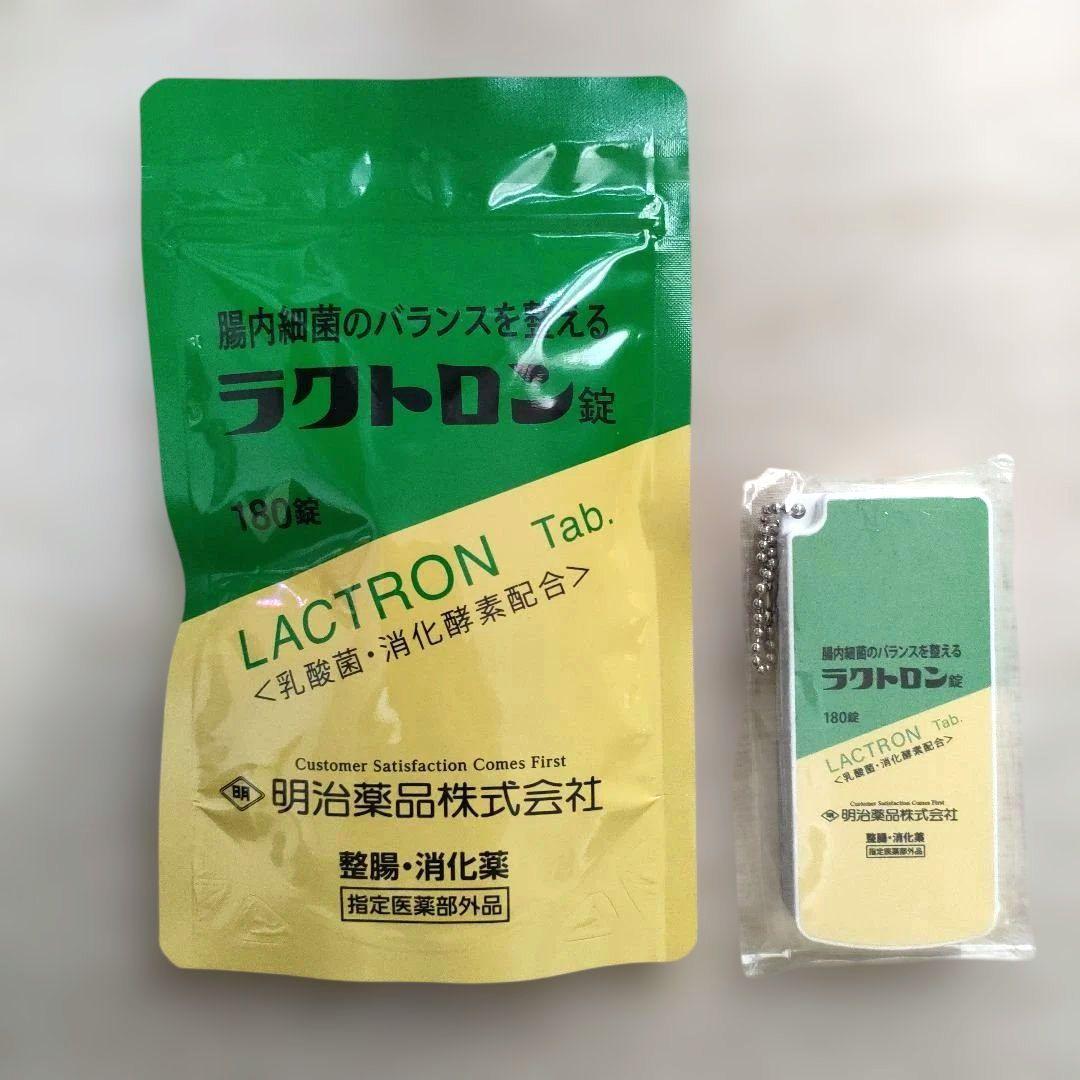 腸内細菌のバランスを整える
ラクトロン錠
180錠
LACTRON Tab.
<乳酸菌・消化酵素配合>
Customer Satisfaction Comes First
明 明治薬品株式会社
整腸・消化薬
指定医薬部外品
腸内細菌のバランスを整える
ラクトロン錠
180錠
LACTRON Tab.
<乳酸菌・消化酵素配合>
Customer Satisfaction Comes First
明 明治薬品株式会社
整腸・消化薬
指定医薬部外品